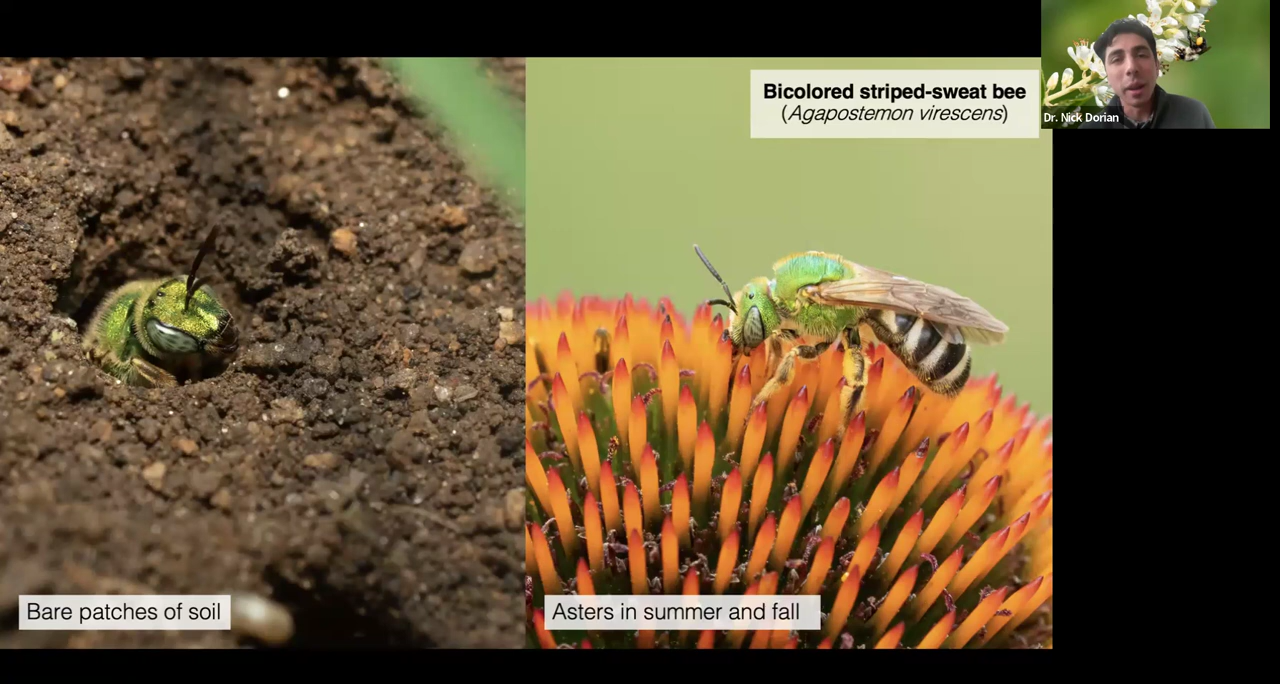 Bicolored striped-sweat bee
(Agapostemon virescens)
Dr. Nick Dorian
Bare patches of soil
Asters in summer and fall